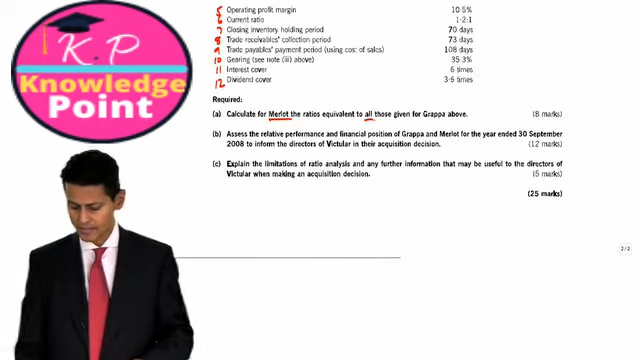 K.P
Knowledge
Point
5 Operating profit margin 10·5%
6 Current ratio 1·2:1
7 Closing inventory holding period 70 days
8 Trade receivables' collection period 73 days
9 Trade payables' payment period (using cost of sales) 108 days
10 Gearing (see note (iii) above) 35·3%
11 Interest cover 6 times
12 Dividend cover 3·6 times
Required:
(a) Calculate for Merlot the ratios equivalent to all those given for Grappa above. (8 marks)
(b) Assess the relative performance and financial position of Grappa and Merlot for the year ended 30 September
2008 to inform the directors of Victular in their acquisition decision. (12 marks)
(c) Explain the limitations of ratio analysis and any further information that may be useful to the directors of
Victular when making an acquisition decision. (5 marks)
(25 marks)
2/2